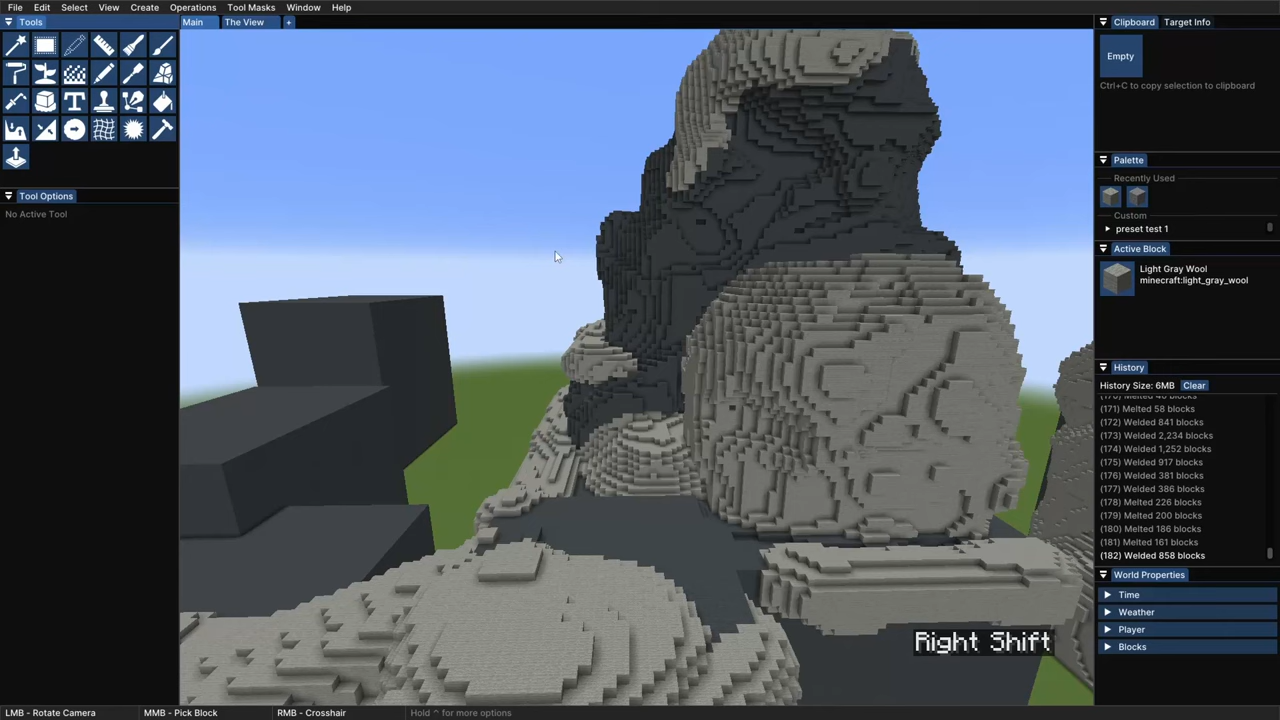 File Edit Select View Create Operations Tool Masks Window Help
Tools
Main The View +
Clipboard Target Info
Empty
Ctrl+C to copy selection to clipboard
Palette
Recently Used
Custom
preset test 1
Tool Options
No Active Tool
Active Block
Light Gray Wool
minecraft:light_gray_wool
History
History Size: 6MB Clear
(170) Melted 40 blocks
(171) Melted 58 blocks
(172) Welded 841 blocks
(173) Welded 2,234 blocks
(174) Welded 1,252 blocks
(175) Welded 917 blocks
(176) Welded 381 blocks
(177) Welded 386 blocks
(178) Welded 226 blocks
(179) Melted 200 blocks
(180) Melted 186 blocks
(181) Melted 161 blocks
(182) Welded 858 blocks
World Properties
Time
Weather
Player
Blocks
Right Shift
LMB - Rotate Camera MMB - Pick Block RMB - Crosshair Hold ^ for more options